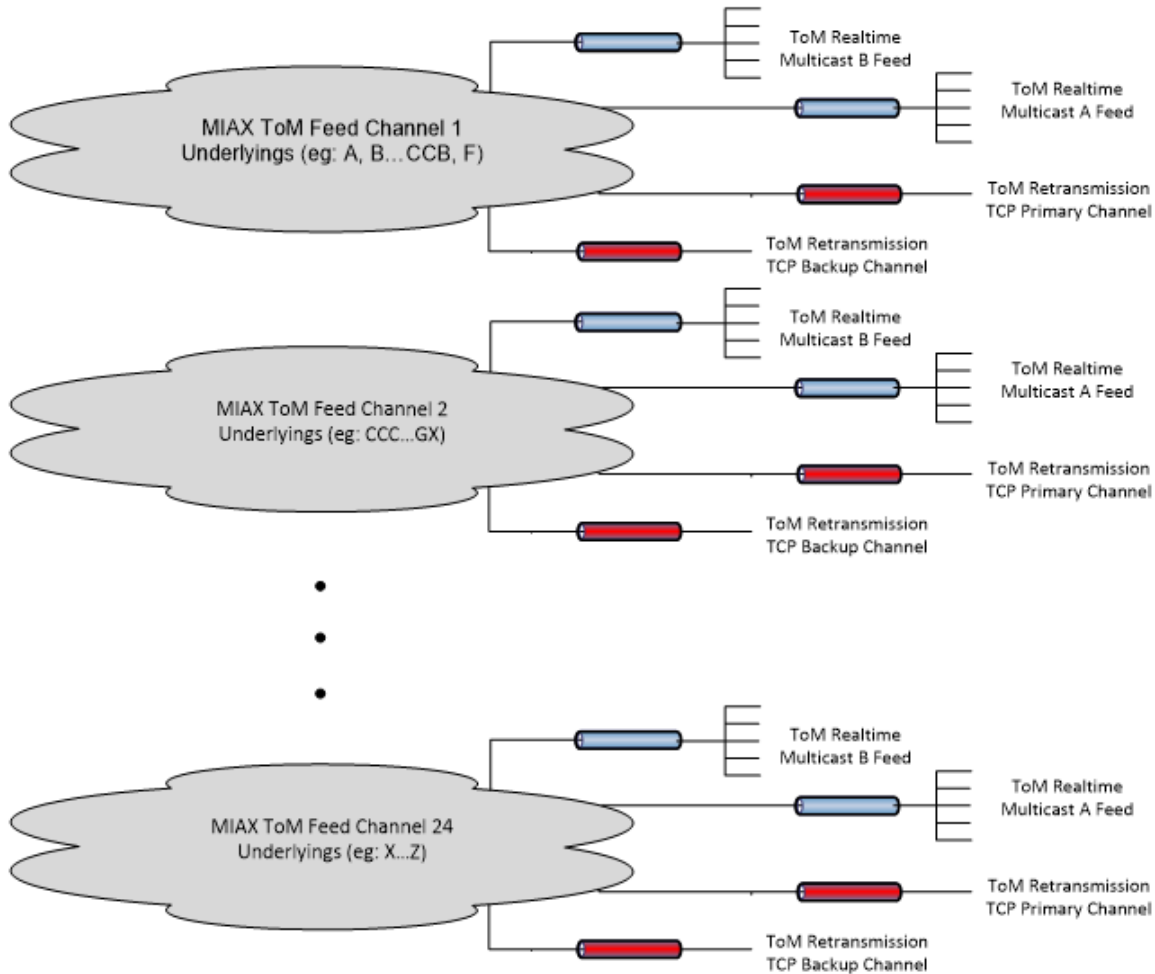 ToM Realtime
Multicast B Feed
ToM Realtime
Multicast A Feed
MIAX ToM Feed Channel 1
Underlyings (eg: A, B...CCB, F)
ToM Retransmission
TCP Primary Channel
ToM Retransmission
TCP Backup Channel
ToM Realtime
Multicast B Feed
ToM Realtime
Multicast A Feed
MIAX ToM Feed Channel 2
Underlyings (eg: CCC...GX)
ToM Retransmission
TCP Primary Channel
ToM Retransmission
TCP Backup Channel
ToM Realtime
Multicast B Feed
ToM Realtime
Multicast A Feed
MIAX ToM Feed Channel 24
Underlyings (eg: X...Z)
ToM Retransmission
TCP Primary Channel
ToM Retransmission
TCP Backup Channel